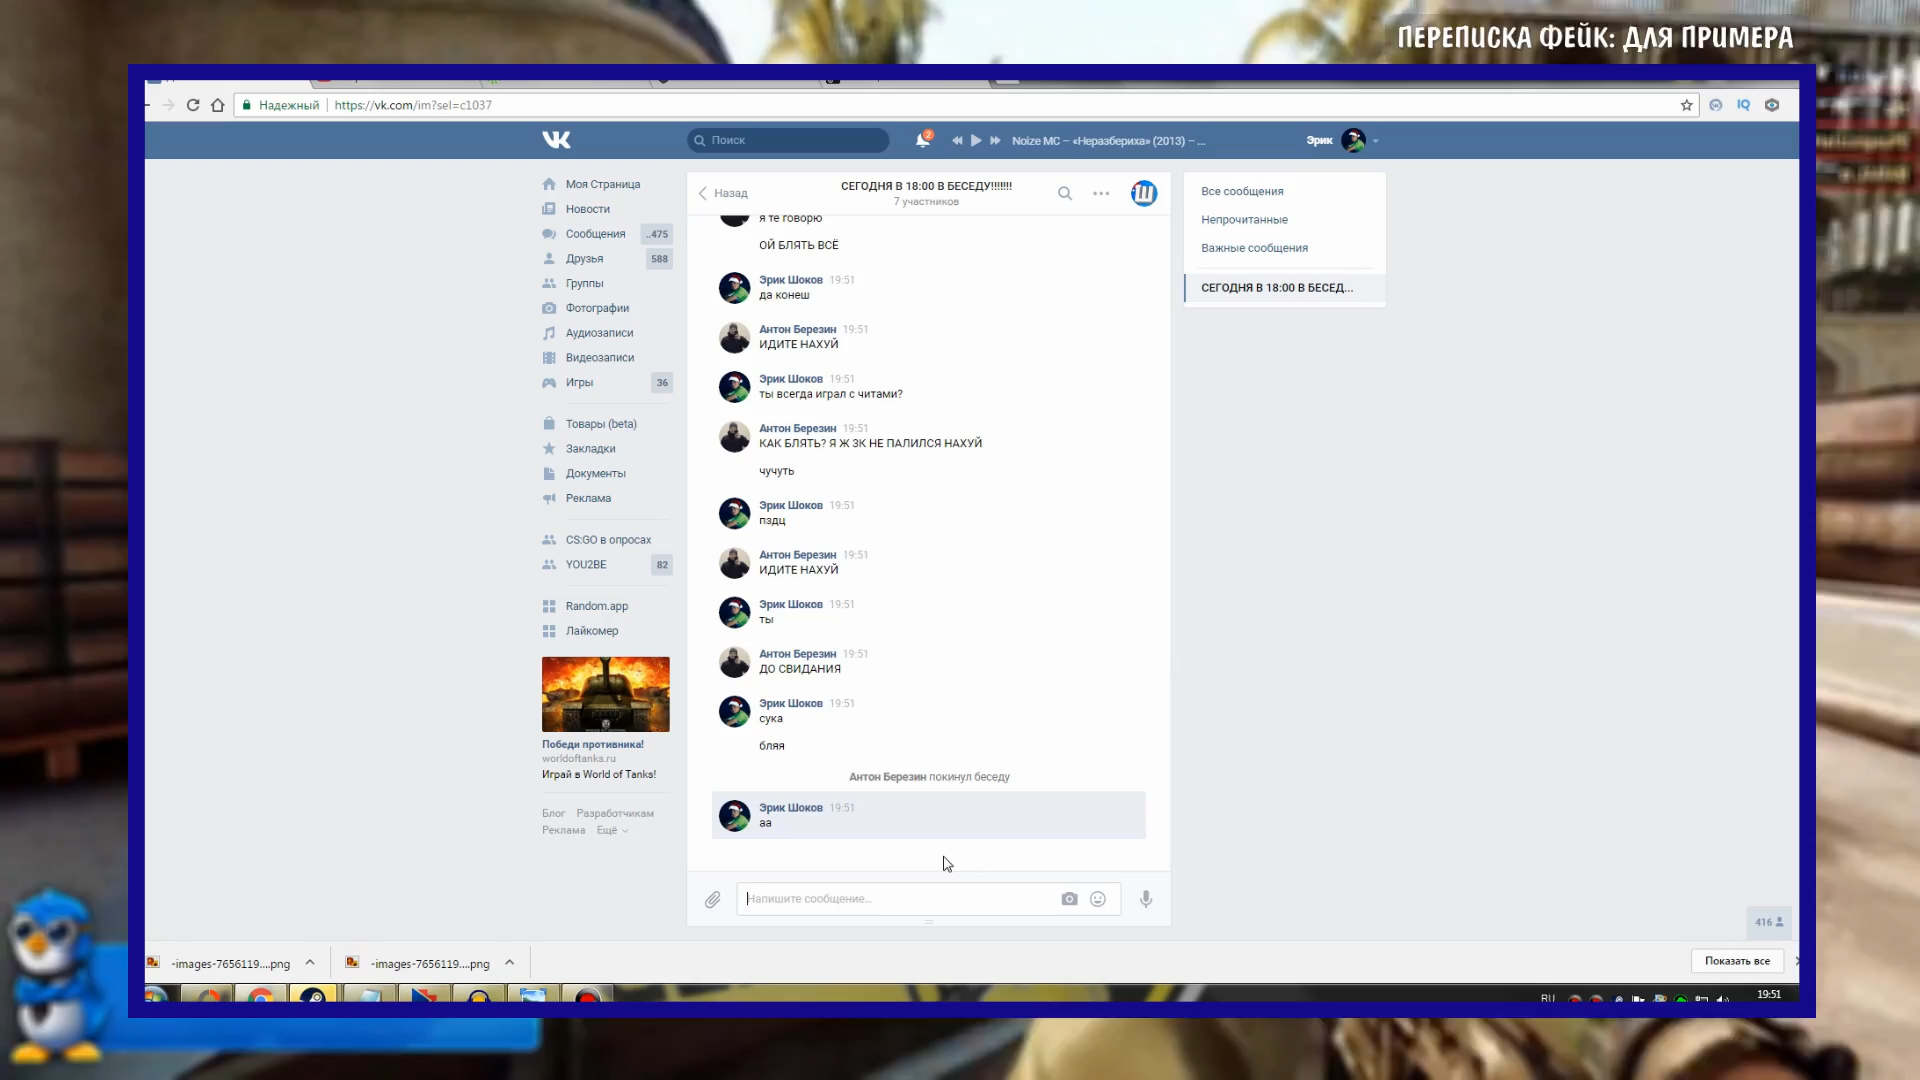 ПЕРЕПИСКА ФЕЙК: ДЛЯ ПРИМЕРА
Надежный
https://vk.com/im?sel=c1037
IQ
Поиск
2
Noize MC – «Неразбериха» (2013) – ...
Эрик
Моя Страница
Новости
Сообщения
..475
Друзья
588
Группы
Фотографии
Аудиозаписи
Видеозаписи
Игры
36
Товары (beta)
Закладки
Документы
Реклама
CS:GO в опросах
YOU2BE
82
Random.app
Лайкомер
Победи противника!
worldoftanks.ru
Играй в World of Tanks!
Блог Разработчикам
Реклама Ещё
Назад
СЕГОДНЯ В 18:00 В БЕСЕДУ!!!!!!!
7 участников
я те говорю
ОЙ БЛЯТЬ ВСЁ
Эрик Шоков 19:51
да конеш
Антон Березин 19:51
ИДИТЕ НАХУЙ
Эрик Шоков 19:51
ты всегда играл с читами?
Антон Березин 19:51
КАК БЛЯТЬ? Я Ж ЗК НЕ ПАЛИЛСЯ НАХУЙ
чучуть
Эрик Шоков 19:51
пздц
Антон Березин 19:51
ИДИТЕ НАХУЙ
Эрик Шоков 19:51
ты
Антон Березин 19:51
ДО СВИДАНИЯ
Эрик Шоков 19:51
сука
бляя
Антон Березин покинул беседу
Эрик Шоков 19:51
аа
Напишите сообщение...
Все сообщения
Непрочитанные
Важные сообщения
СЕГОДНЯ В 18:00 В БЕСЕД...
416
-images-7656119....png
-images-7656119....png
Показать все
RU
19:51